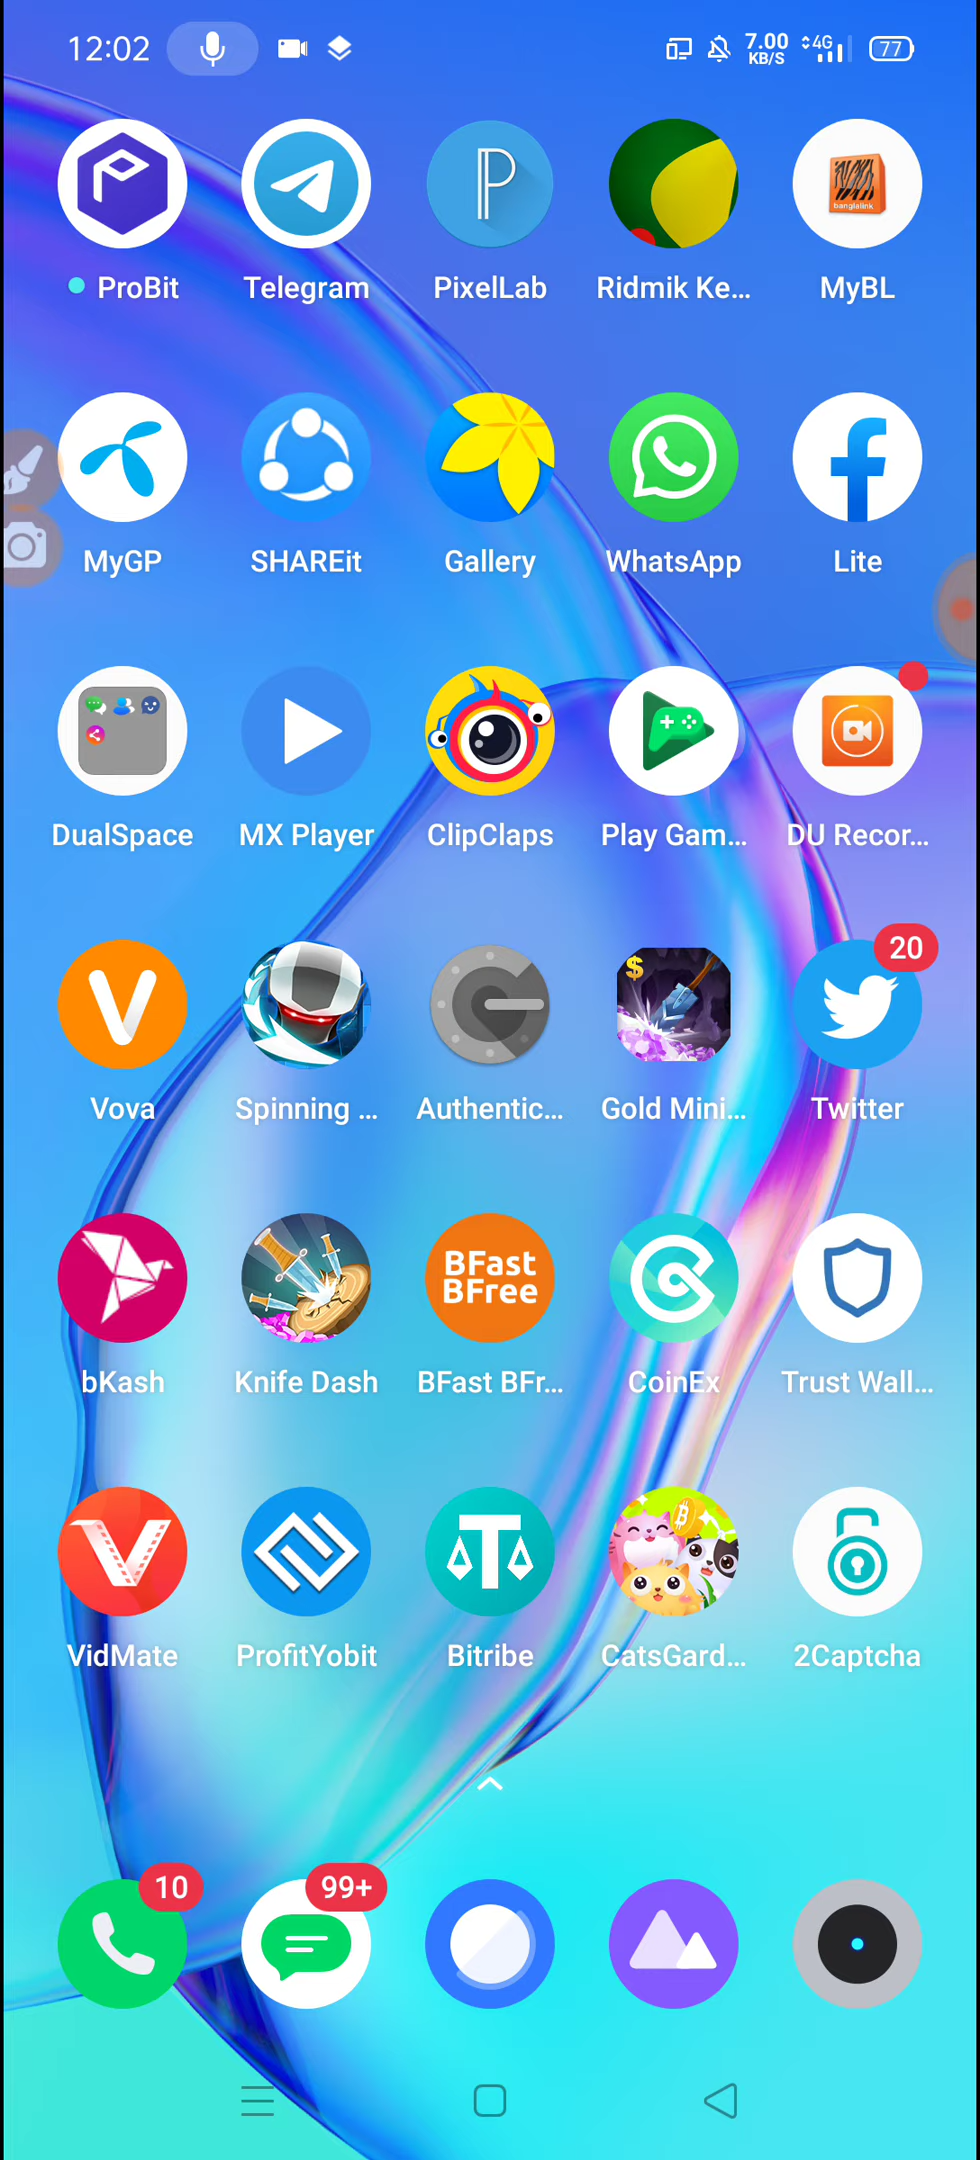 12:02
7.00
KB/S
4G
77
banglalink
ProBit
Telegram
PixelLab
Ridmik Ke...
MyBL
MyGP
SHAREit
Gallery
WhatsApp
Lite
DualSpace
MX Player
ClipClaps
Play Gam...
DU Recor...
20
Vova
Spinning ...
Authentic...
Gold Mini...
Twitter
BFast
BFree
bKash
Knife Dash
BFast BFr...
CoinEx
Trust Wall...
VidMate
ProfitYobit
Bitribe
CatsGard...
2Captcha
10
99+